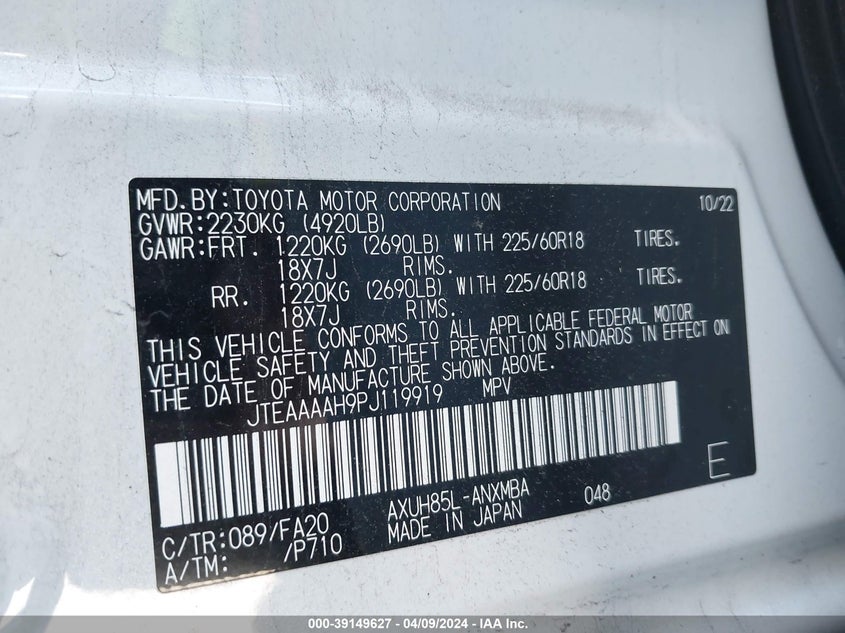 MFD.BY:TOYOTA MOTOR CORPORATION 10/22
GVWR:2230KG (4920LB)
GAWR:FRT. 1220KG (2690LB) WITH 225/60R18 TIRES.
18X7J RIMS.
RR. 1220KG (2690LB) WITH 225/60R18 TIRES.
18X7J RIMS.
THIS VEHICLE CONFORMS TO ALL APPLICABLE FEDERAL MOTOR
VEHICLE SAFETY AND THEFT PREVENTION STANDARDS IN EFFECT ON
THE DATE OF MANUFACTURE SHOWN ABOVE.
JTEAAAAH9PJ119919 MPV
E
C/TR:089/FA20 AXUH85L-ANXMBA 048
A/TM: /P710 MADE IN JAPAN
000-39149627 - 04/09/2024 - IAA Inc.